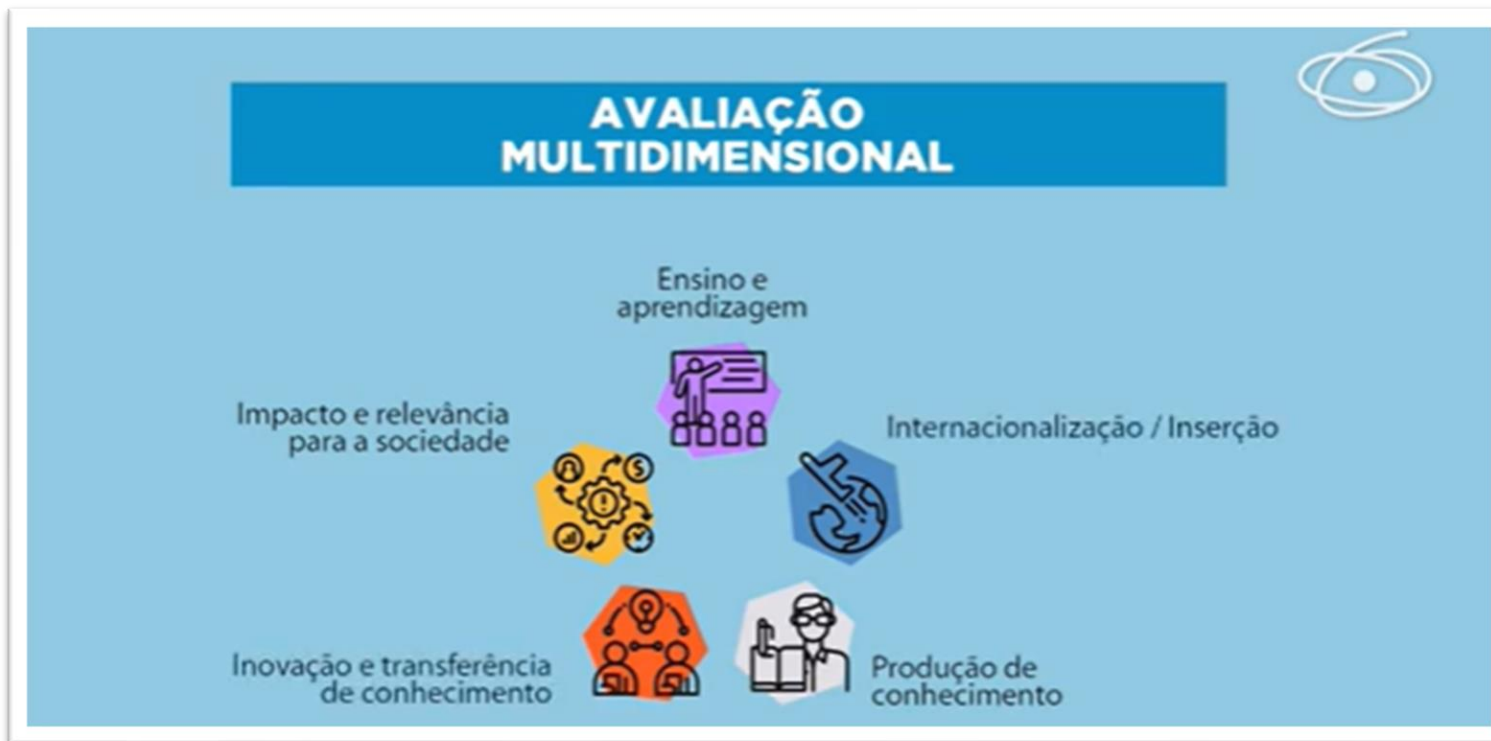 AVALIAÇÃO
MULTIDIMENSIONAL
Ensino e
aprendizagem
Impacto e relevância
para a sociedade
Internacionalização / Inserção
Inovação e transferência
de conhecimento
Produção de
conhecimento